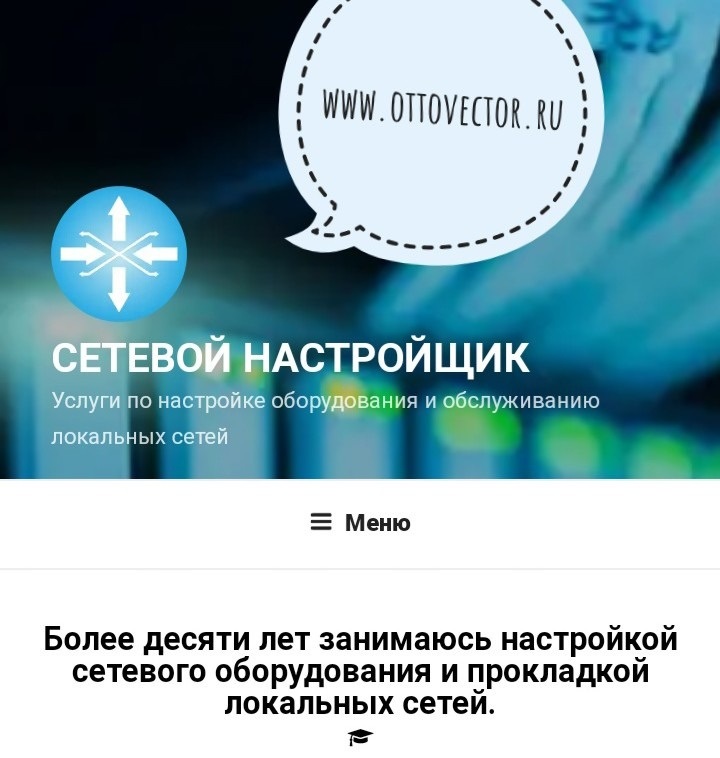 WWW.OTTOVECTOR.RU
СЕТЕВОЙ НАСТРОЙЩИК
Услуги по настройке оборудования и обслуживанию
локальных сетей
Меню
Более десяти лет занимаюсь настройкой
сетевого оборудования и прокладкой
локальных сетей.